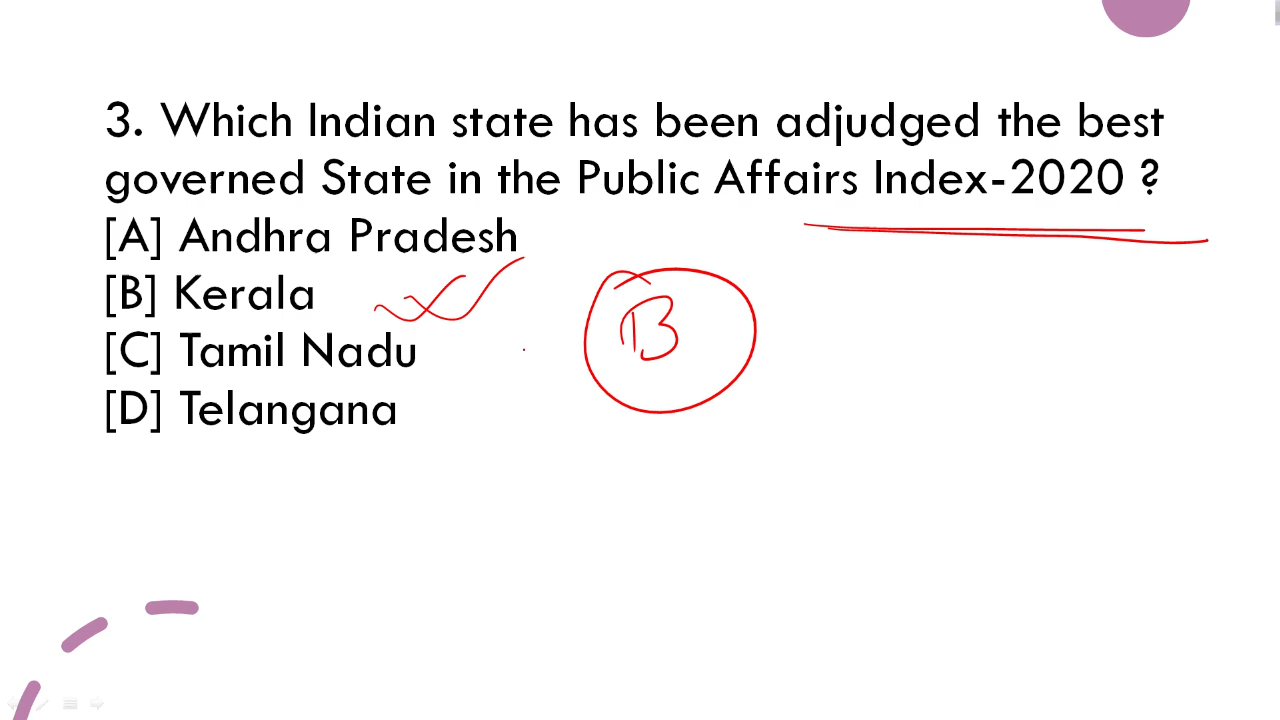 3. Which Indian state has been adjudged the best
governed State in the Public Affairs Index-2020 ?
[A] Andhra Pradesh
[B] Kerala
[C] Tamil Nadu
[D] Telangana
B